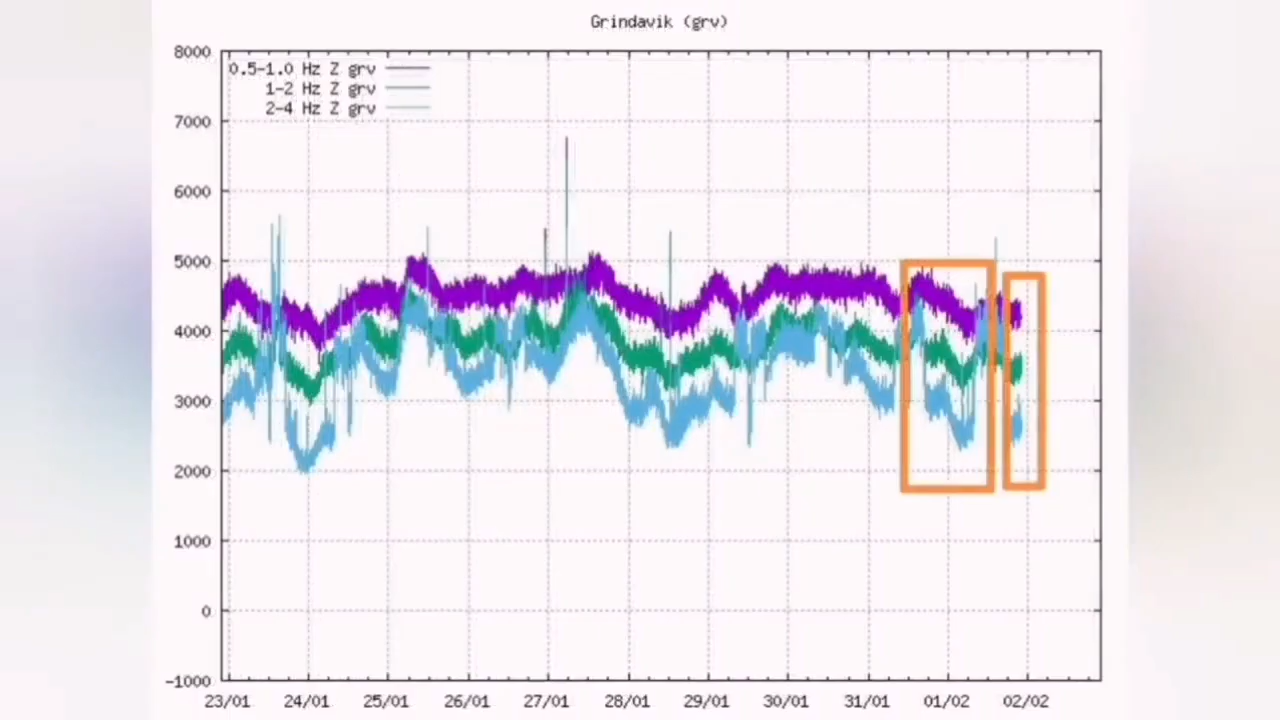 Grindavik (grv)
8000
0.5-1.0 Hz Z grv
1-2 Hz Z grv
2-4 Hz Z grv
7000
6000
5000
4000
3000
2000
1000
0
-1000
23/01 24/01 25/01 26/01 27/01 28/01 29/01 30/01 31/01 01/02 02/02